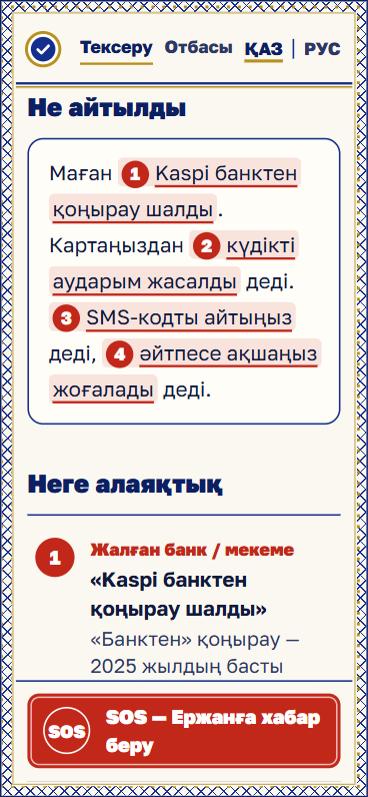 Тексеру Отбасы ҚАЗ | РУС
Не айтылды
Маған 1 Kaspi банктен
қоңырау шалды.
Картаңыздан 2 күдікті
аударым жасалды деді.
3 SMS-кодты айтыңыз
деді, 4 әйтпесе ақшаңыз
жоғалады деді.
Неге алаяқтық
1 Жалған банк / мекеме
«Kaspi банктен
қоңырау шалды»
«Банктен» қоңырау —
2025 жылдың басты
SOS SOS — Ержанға хабар
беру